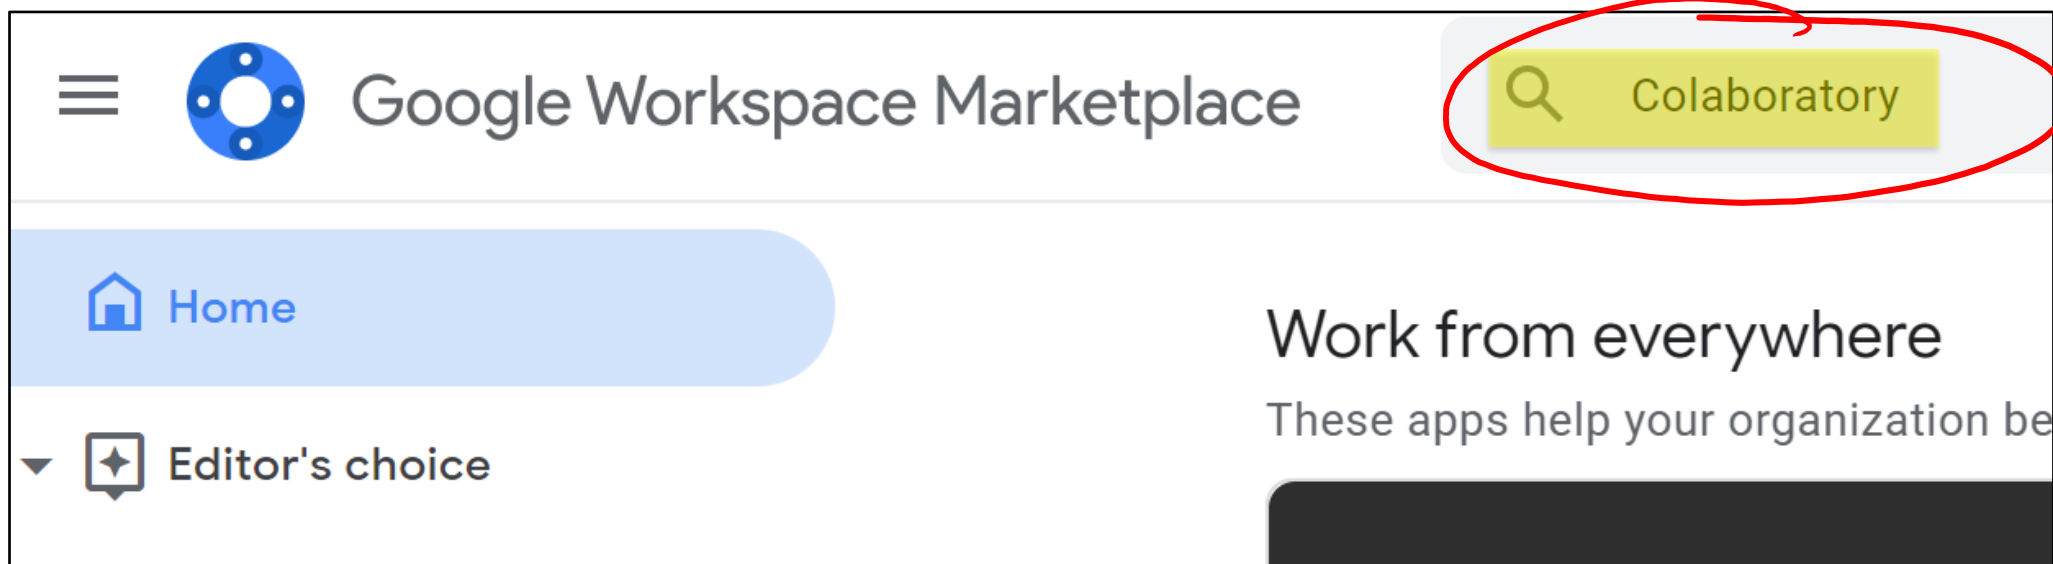 Google Workspace Marketplace
Colaboratory
Home
Editor's choice
Work from everywhere
These apps help your organization be